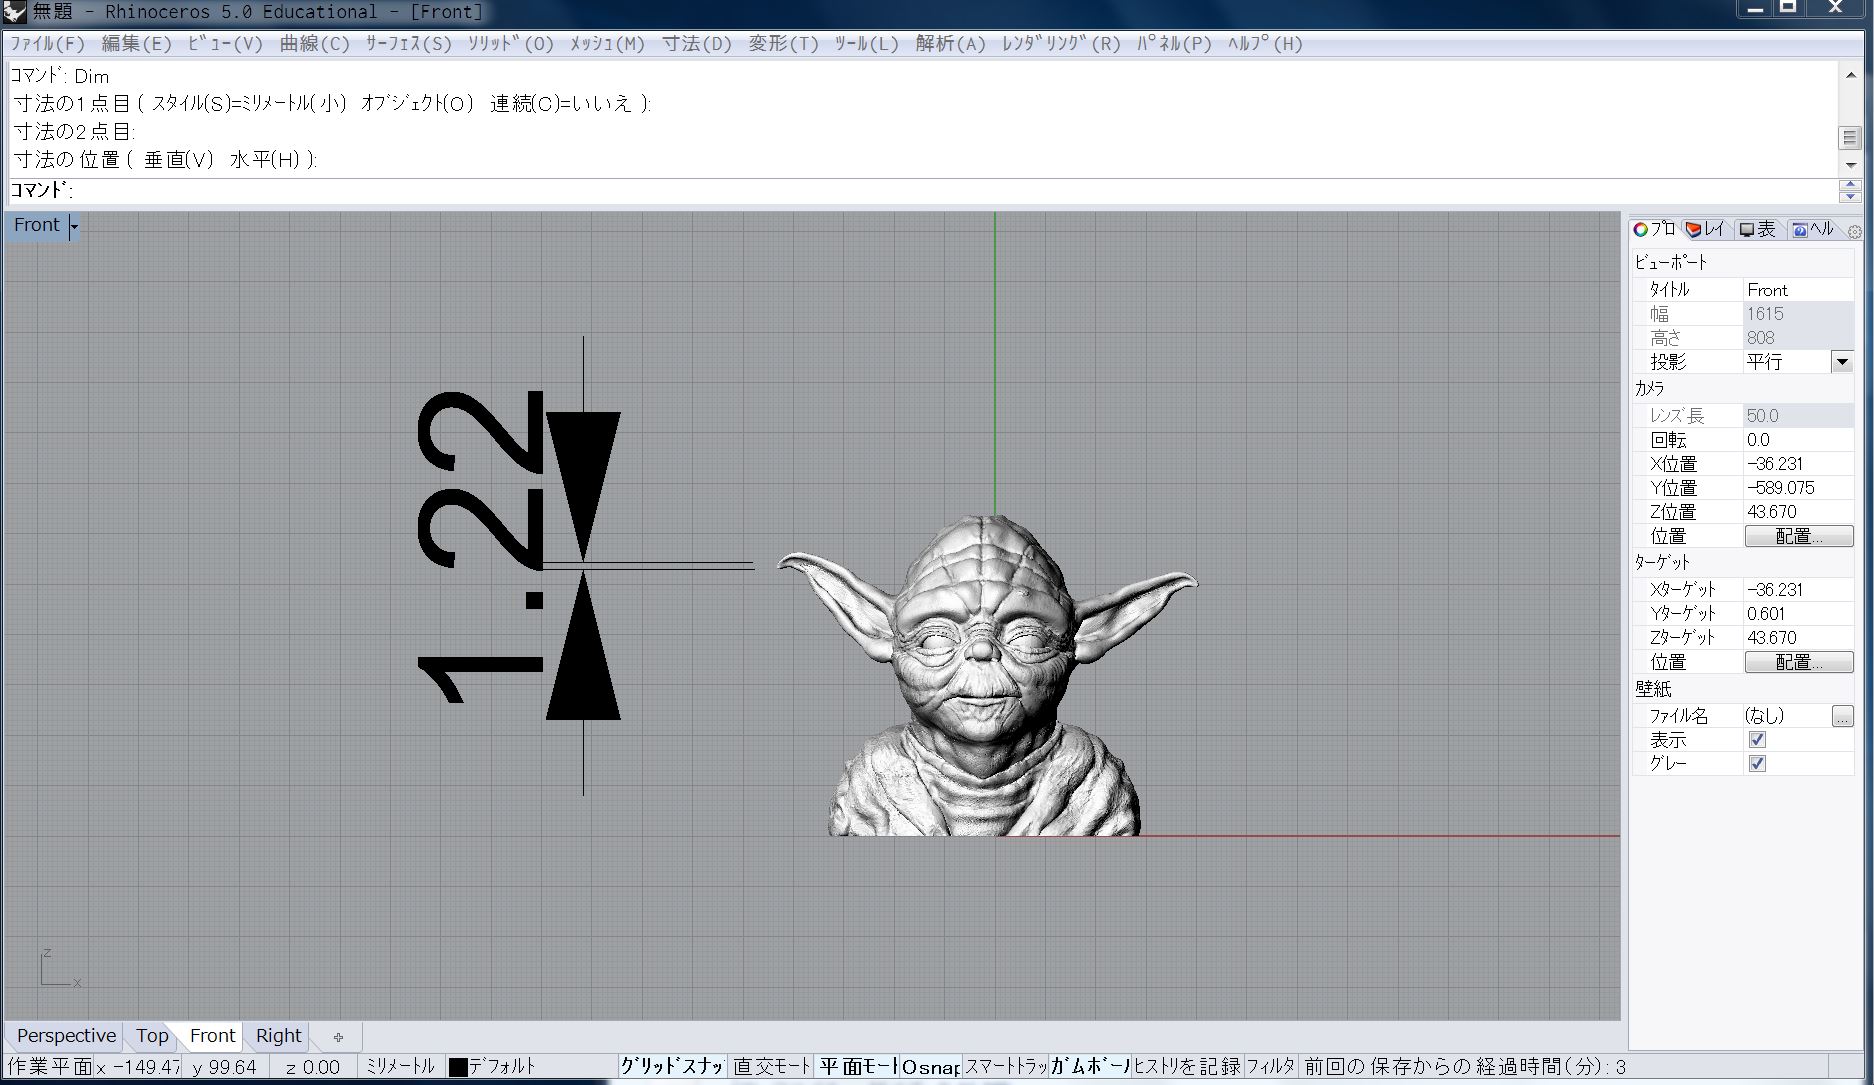 無題 - Rhinoceros 5.0 Educational - [Front]
ファイル(F) 編集(E) ビュー(V) 曲線(C) サーフェス(S) ソリッド(O) メッシュ(M) 寸法(D) 変形(T) ツール(L) 解析(A) レンダリング(R) パネル(P) ヘルプ(H)
コマンド: Dim
寸法の1点目 ( スタイル(S)=ミリメートル(小) オブジェクト(O) 連続(C)=いいえ ):
寸法の2点目:
寸法の位置 ( 垂直(V) 水平(H) ):
コマンド:
Front
1.22
z
x
プロ レイ 表 ヘル
ビューポート
タイトル Front
幅 1615
高さ 808
投影 平行
カメラ
レンズ長 50.0
回転 0.0
X位置 -36.231
Y位置 -589.075
Z位置 43.670
位置 配置...
ターゲット
Xターゲット -36.231
Yターゲット 0.601
Zターゲット 43.670
位置 配置...
壁紙
ファイル名 (なし) ...
表示
グレー
Perspective Top Front Right
作業平面 x -149.47 y 99.64 z 0.00 ミリメートル デフォルト グリッドスナッ 直交モート 平面モート Osnap スマートトラッ ガムボール ヒストリを記録 フィルタ 前回の保存からの経過時間(分): 3